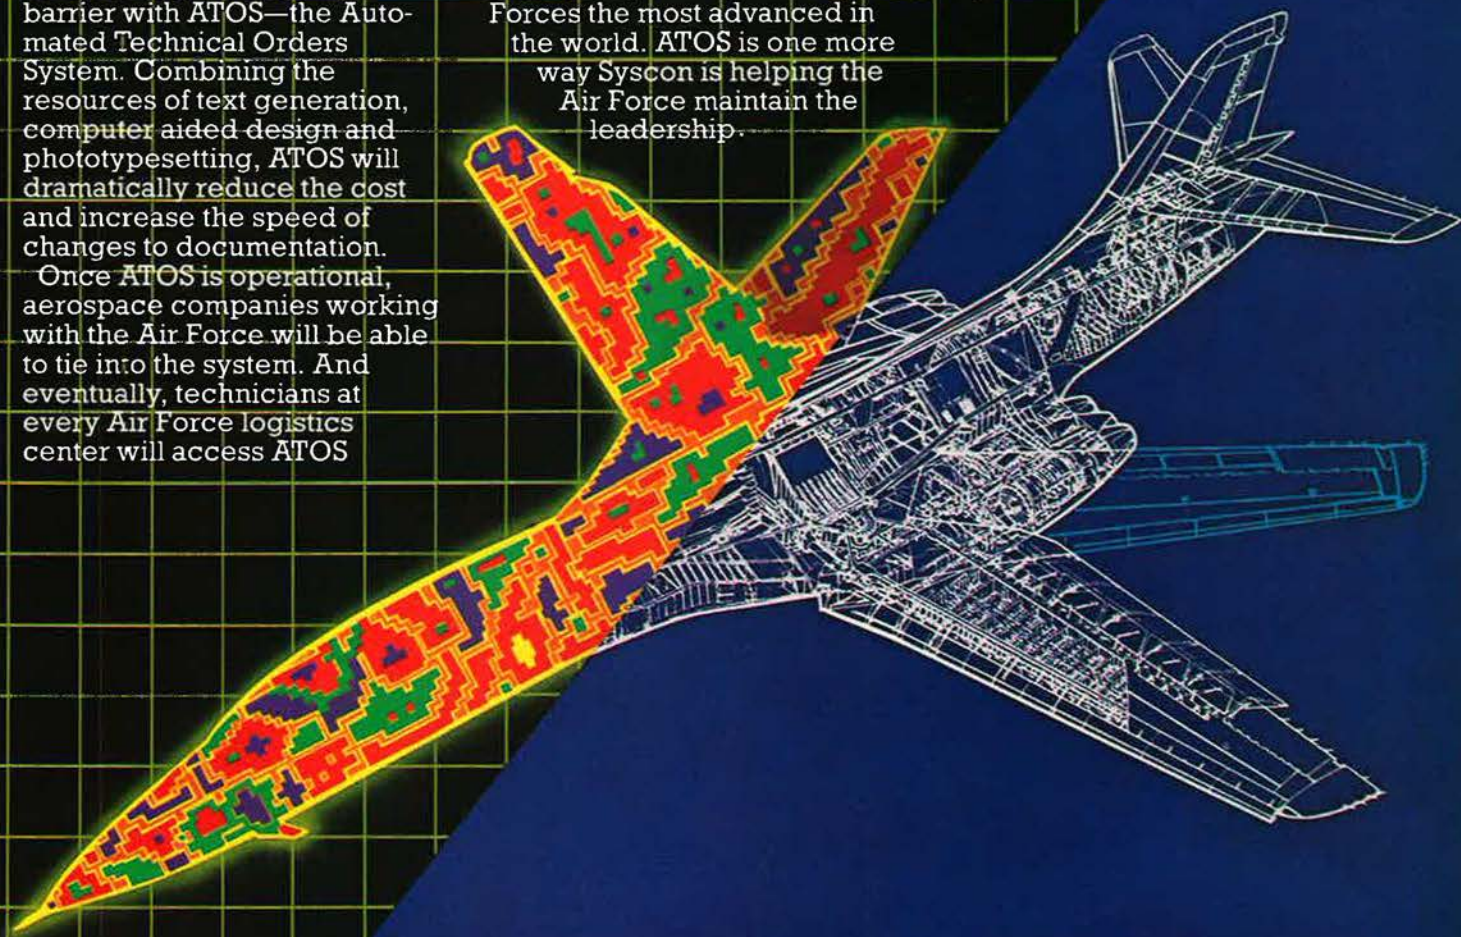 barrier with ATOS—the Auto-
mated Technical Orders
System. Combining the
resources of text generation,
computer aided design and
phototypesetting, ATOS will
dramatically reduce the cost
and increase the speed of
changes to documentation.
Once ATOS is operational,
aerospace companies working
with the Air Force will be able
to tie into the system. And
eventually, technicians at
every Air Force logistics
center will access ATOS
Forces the most advanced in
the world. ATOS is one more
way Syscon is helping the
Air Force maintain the
leadership.